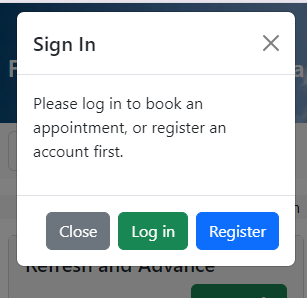 Sign In
Please log in to book an
appointment, or register an
account first.
Close Log in Register
Refresh and Advance